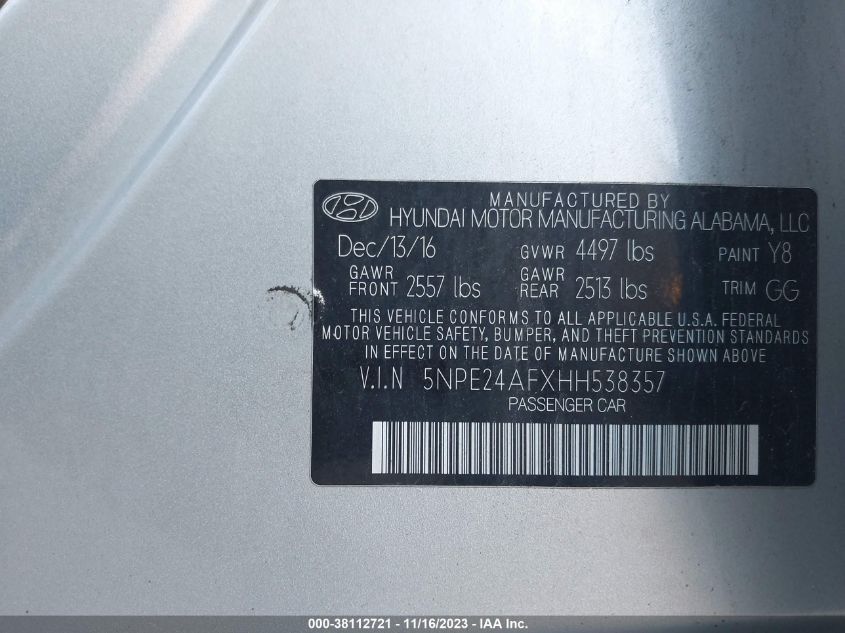 MANUFACTURED BY
HYUNDAI MOTOR MANUFACTURING ALABAMA, LLC
Dec/13/16 GVWR 4497 lbs PAINT Y8
GAWR FRONT 2557 lbs GAWR REAR 2513 lbs TRIM GG
THIS VEHICLE CONFORMS TO ALL APPLICABLE U.S.A. FEDERAL
MOTOR VEHICLE SAFETY, BUMPER, AND THEFT PREVENTION STANDARDS
IN EFFECT ON THE DATE OF MANUFACTURE SHOWN ABOVE
V.I.N 5NPE24AFXHH538357
PASSENGER CAR
000-38112721 - 11/16/2023 - IAA Inc.